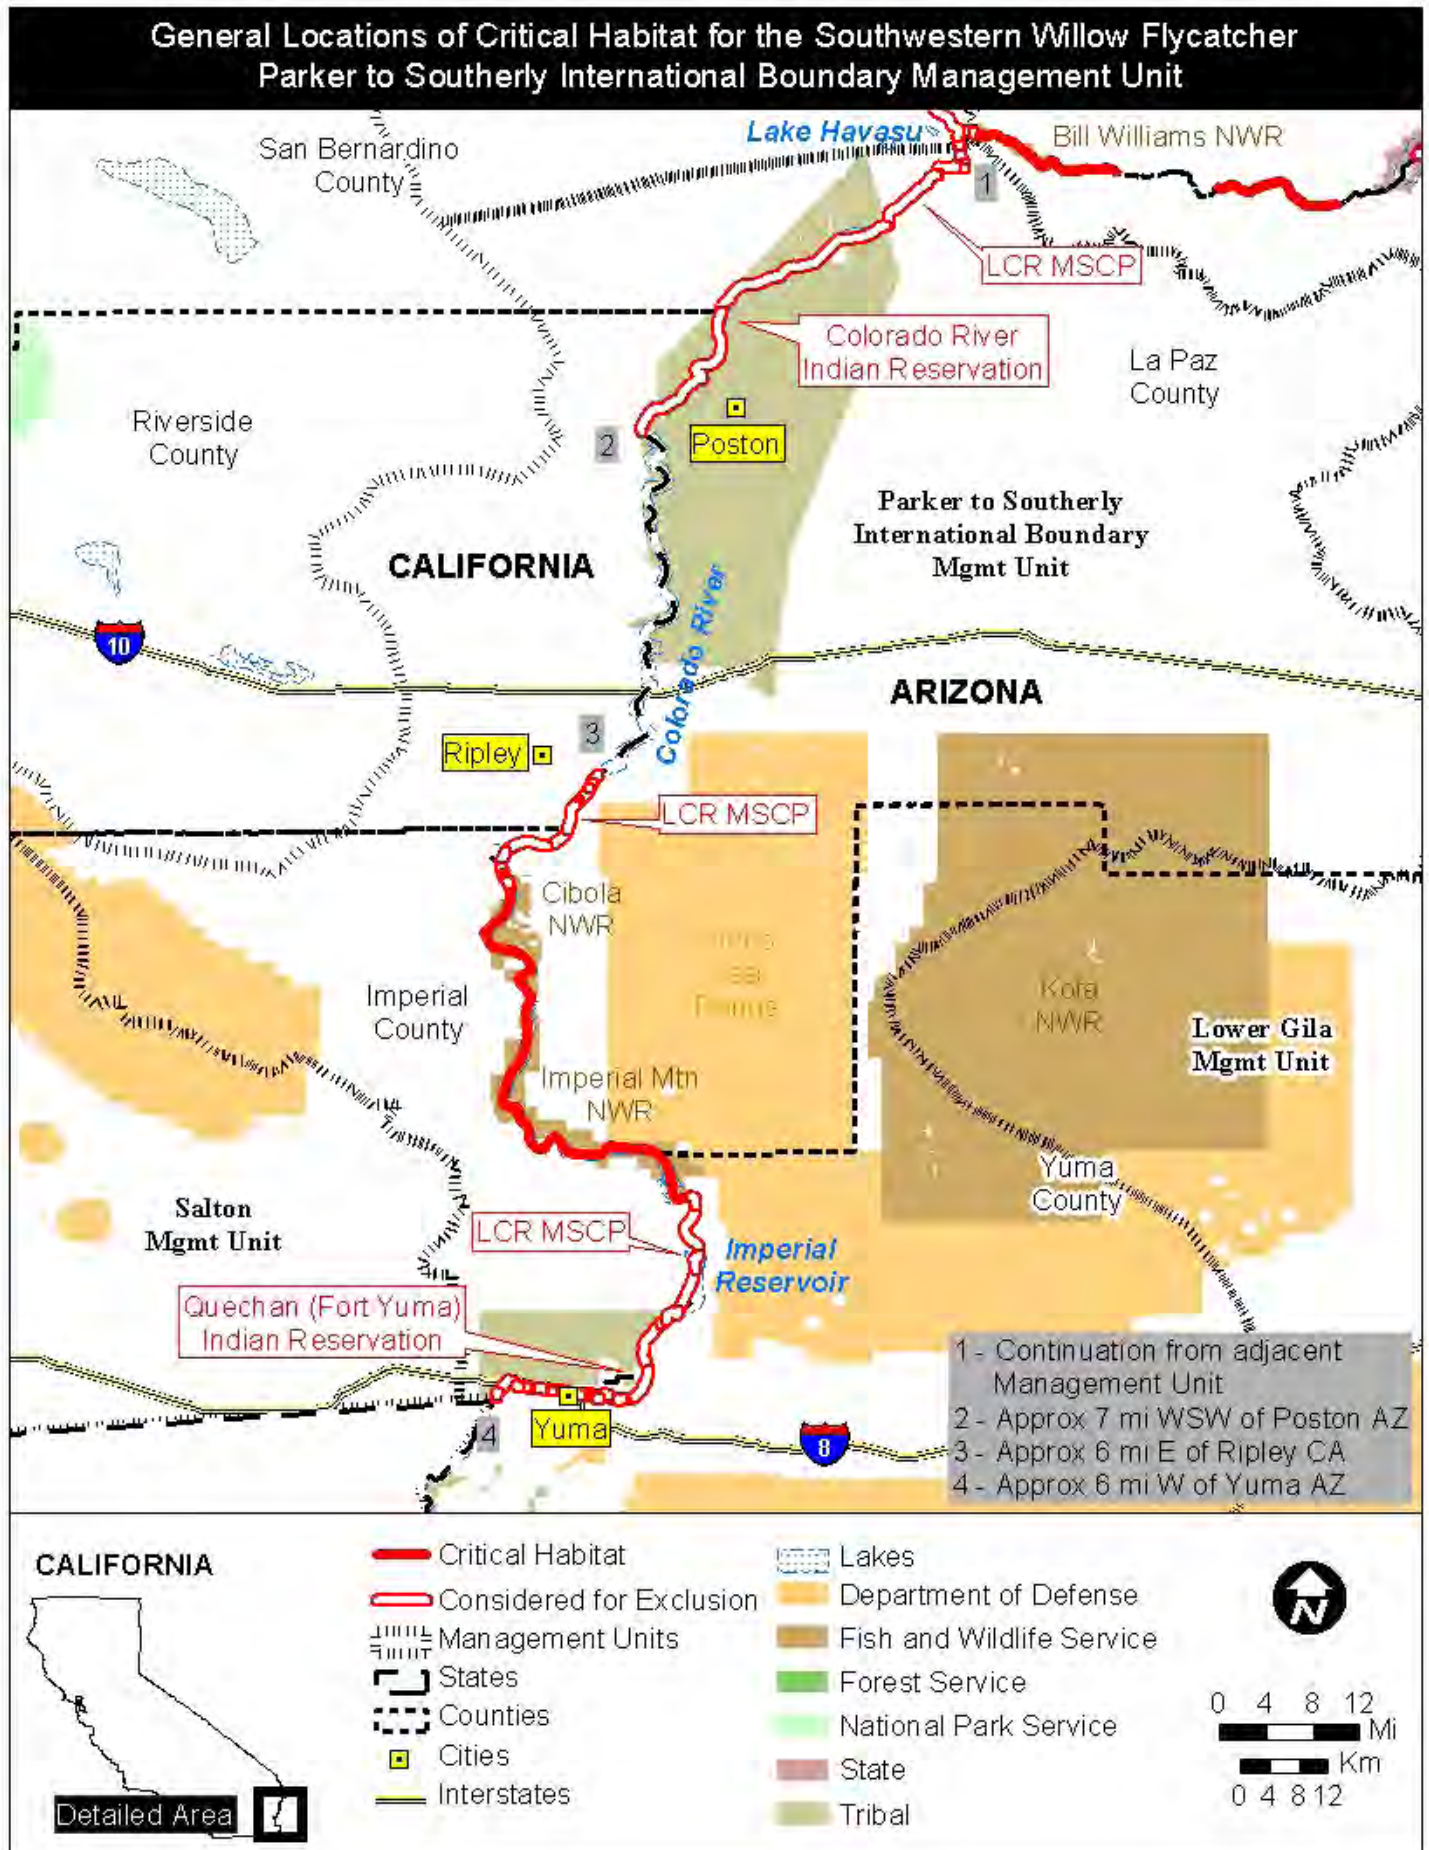 General Locations of Critical Habitat for the Southwestern Willow Flycatcher
Parker to Southerly International Boundary Management Unit
San Bernardino
County
Lake Havasu
Bill Williams NWR
1
LCR MSCP
Colorado River
Indian Reservation
La Paz
County
Riverside
County
2
Poston
Parker to Southerly
International Boundary
Mgmt Unit
CALIFORNIA
Colorado River
10
ARIZONA
3
Ripley
LCR MSCP
Cibola
NWR
Imperial
County
Kofa
NWR
Lower Gila
Mgmt Unit
Imperial Mtn
NWR
Yuma
County
Salton
Mgmt Unit
LCR MSCP
Imperial
Reservoir
Quechan (Fort Yuma)
Indian Reservation
4
Yuma
8
1 - Continuation from adjacent
Management Unit
2 - Approx 7 mi WSW of Poston AZ
3 - Approx 6 mi E of Ripley CA
4 - Approx 6 mi W of Yuma AZ
CALIFORNIA
Detailed Area
Critical Habitat
Considered for Exclusion
Management Units
States
Counties
Cities
Interstates
Lakes
Department of Defense
Fish and Wildlife Service
Forest Service
National Park Service
State
Tribal
N
0 4 8 12
Mi
Km
0 4 8 12